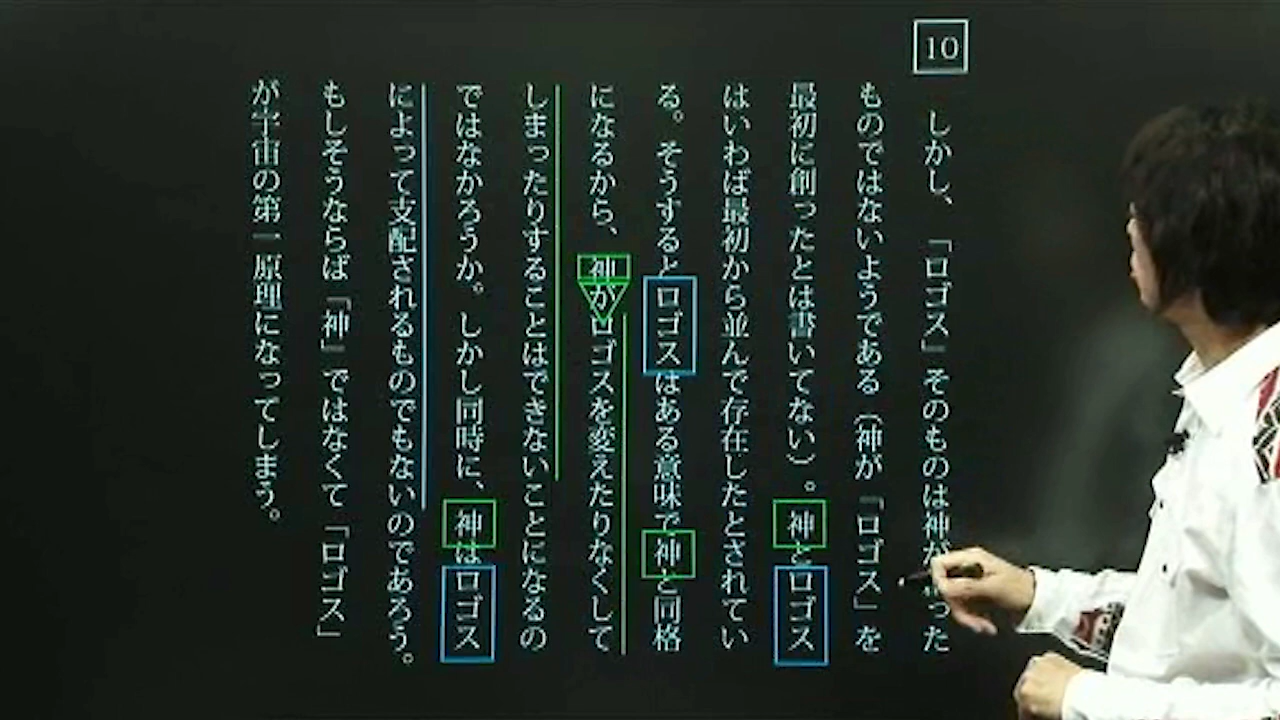 10
しかし、「ロゴス」そのものは神が った
ものではないようである（神が『ロゴス』を
最初に創ったとは書いてない）。神とロゴス
はいわば最初から並んで存在したとされてい
る。そうするとロゴスはある意味で神と同格
になるから、神がロゴスを変えたりなくして
しまったりすることはできないことになるの
ではなかろうか。しかし同時に、神はロゴス
によって支配されるものでもないのであろう。
もしそうならば『神』ではなくて「ロゴス」
が宇宙の第一原理になってしまう。